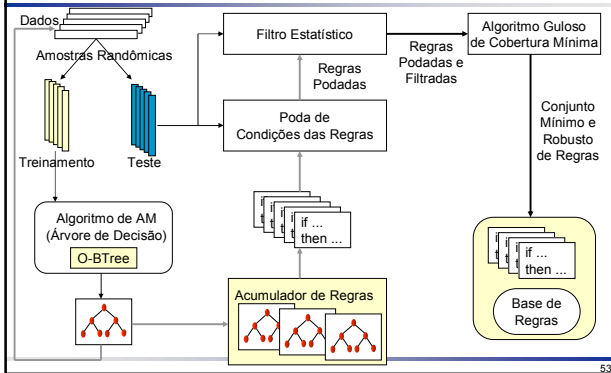 Dados
Amostras Randômicas
Treinamento
Teste
Algoritmo de AM
(Árvore de Decisão)
O-BTree
Filtro Estatístico
Regras
Podadas
Poda de
Condições das Regras
if ...
then ...
Acumulador de Regras
Regras
Podadas e
Filtradas
Algoritmo Guloso
de Cobertura Mínima
Conjunto
Mínimo e
Robusto
de Regras
if ...
then ...
Base de
Regras
53